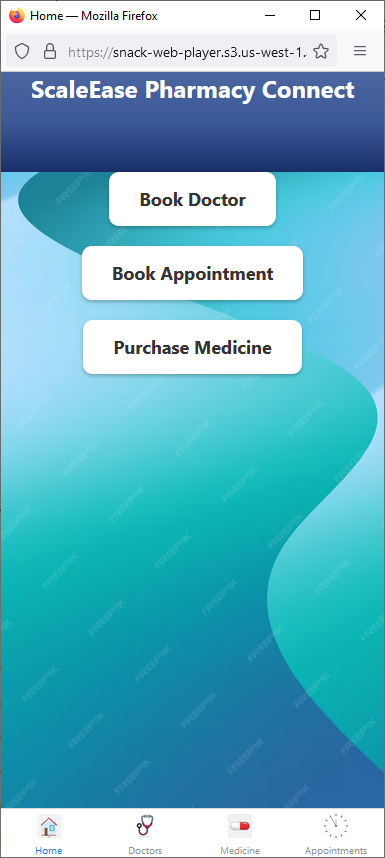 Home — Mozilla Firefox
https://snack-web-player.s3.us-west-1.
ScaleEase Pharmacy Connect
Book Doctor
Book Appointment
Purchase Medicine
FREEPIK
Home
Doctors
Medicine
Appointments